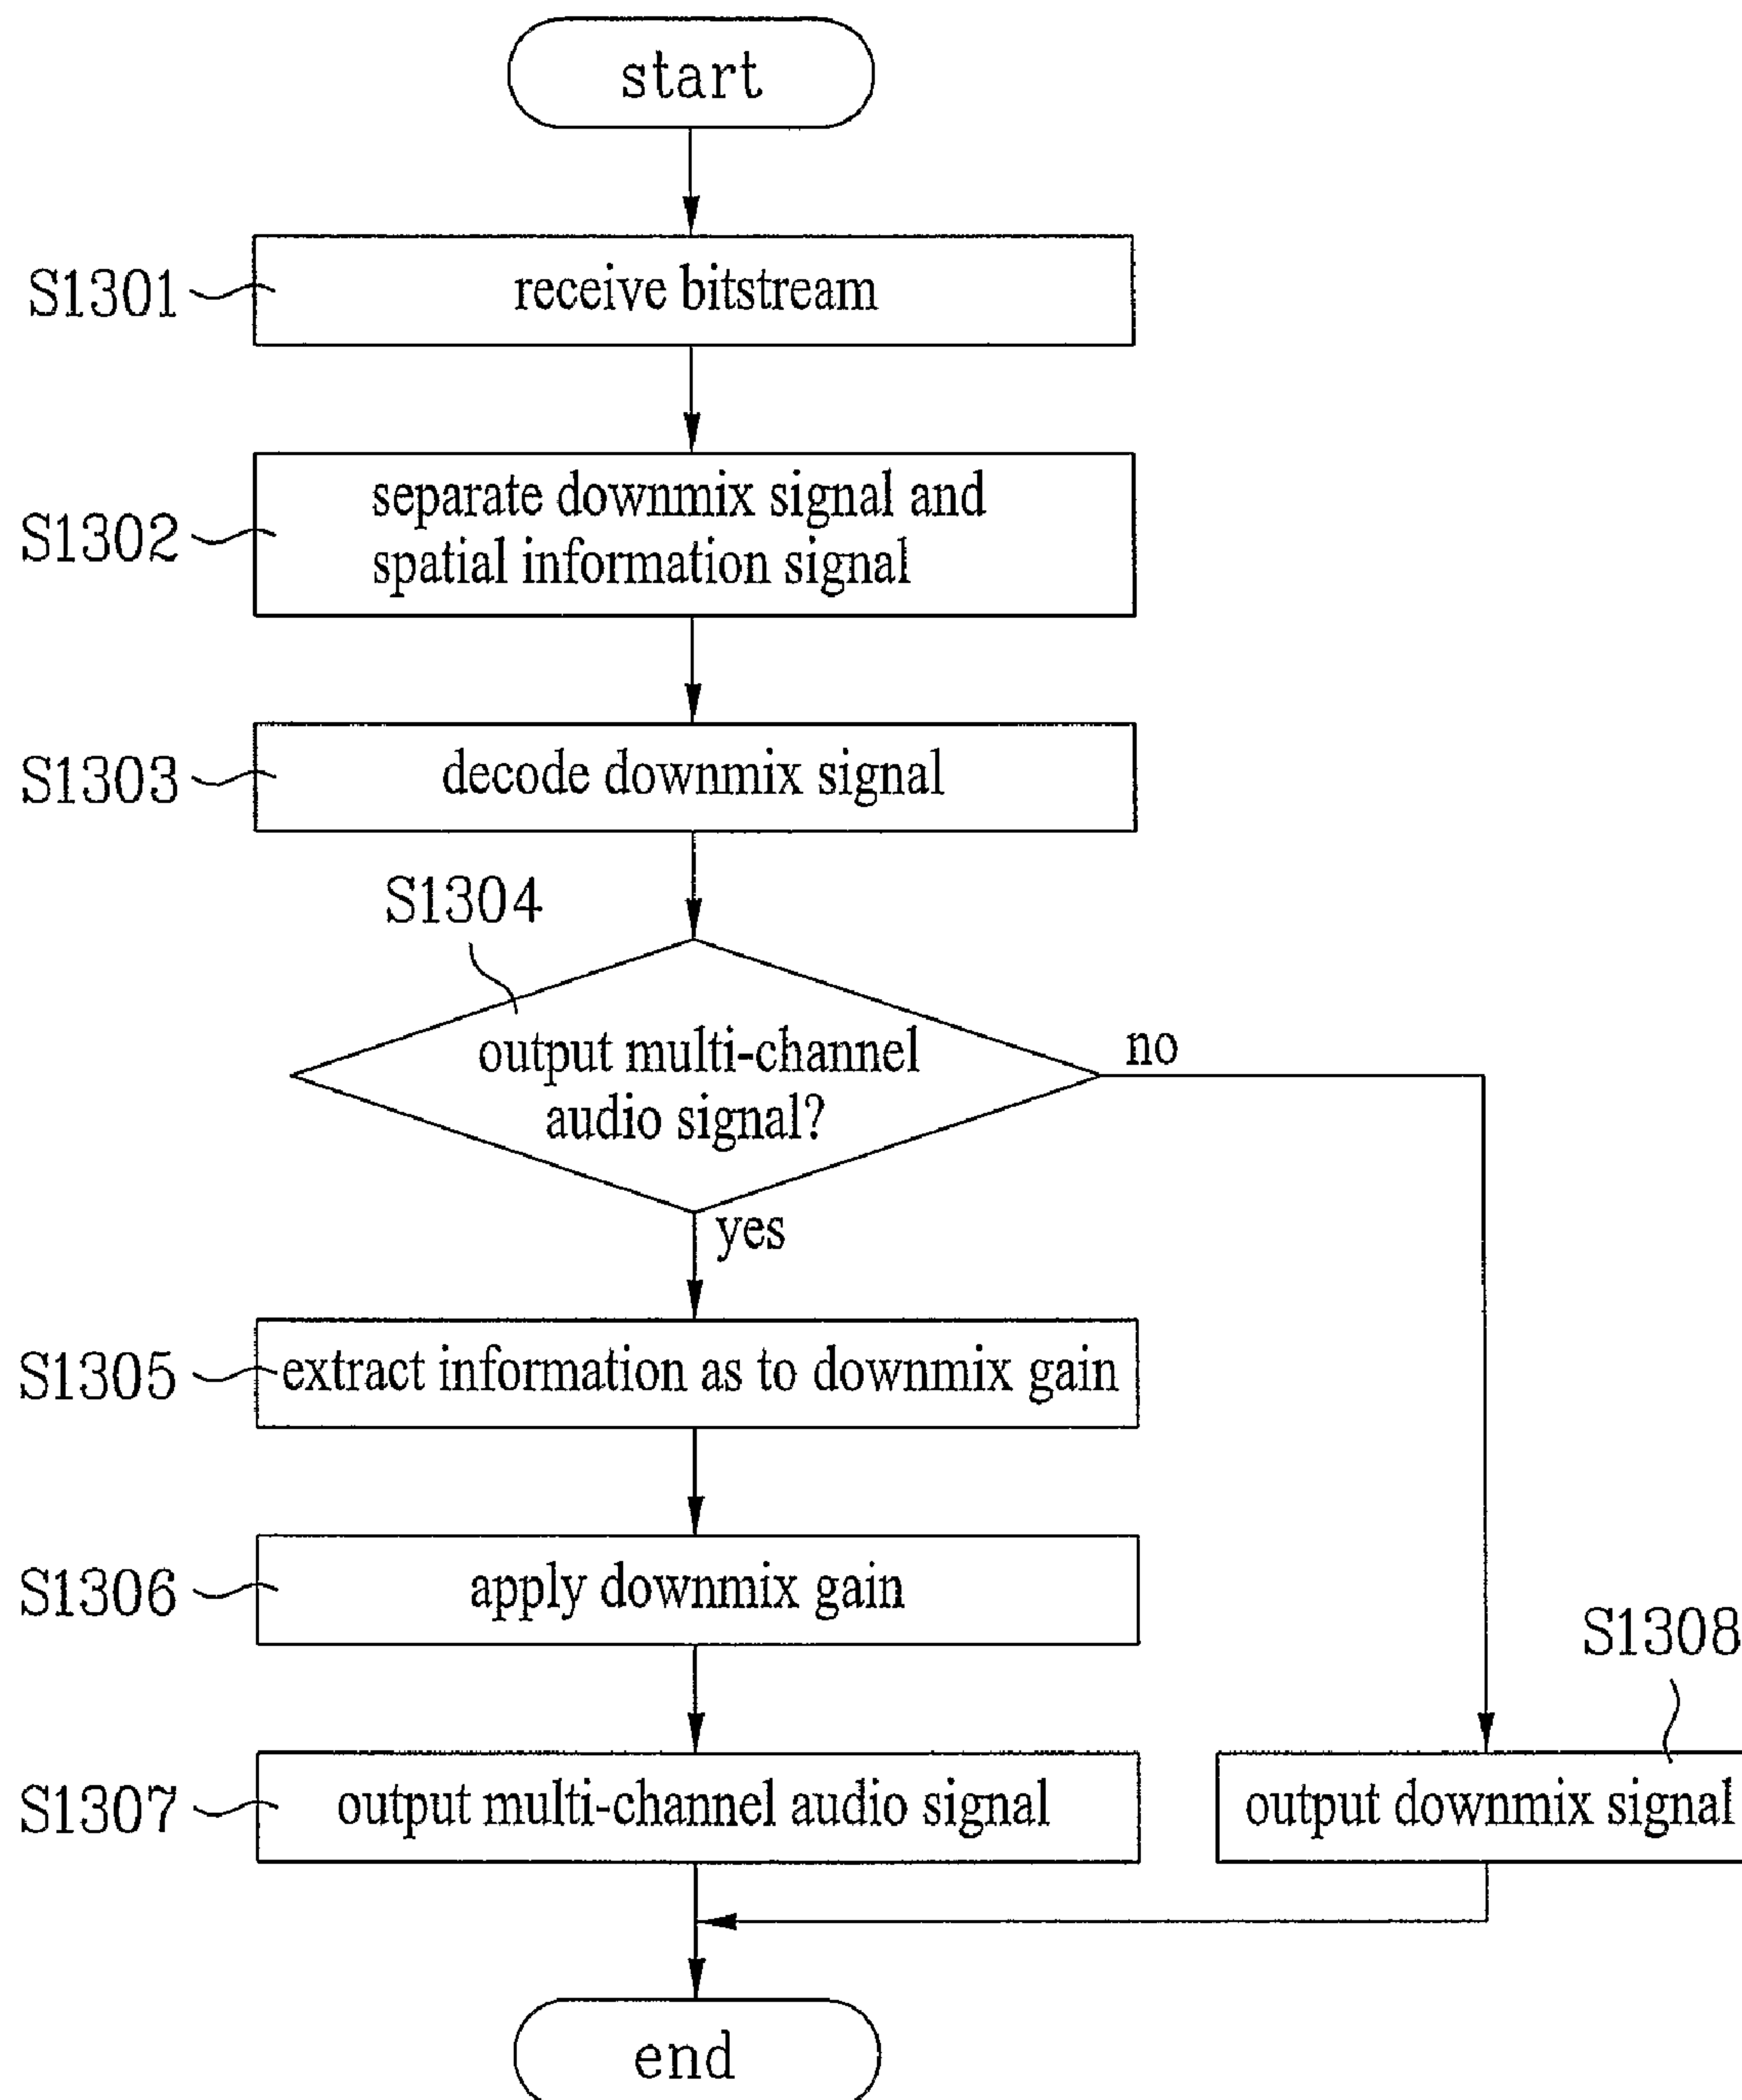 start
S1301
receive bitstream
S1302
separate downmix signal and
spatial information signal
S1303
decode downmix signal
S1304
output multi-channel
audio signal?
no
yes
S1305
extract information as to downmix gain
S1306
apply downmix gain
S1308
S1307
output multi-channel audio signal
output downmix signal
end